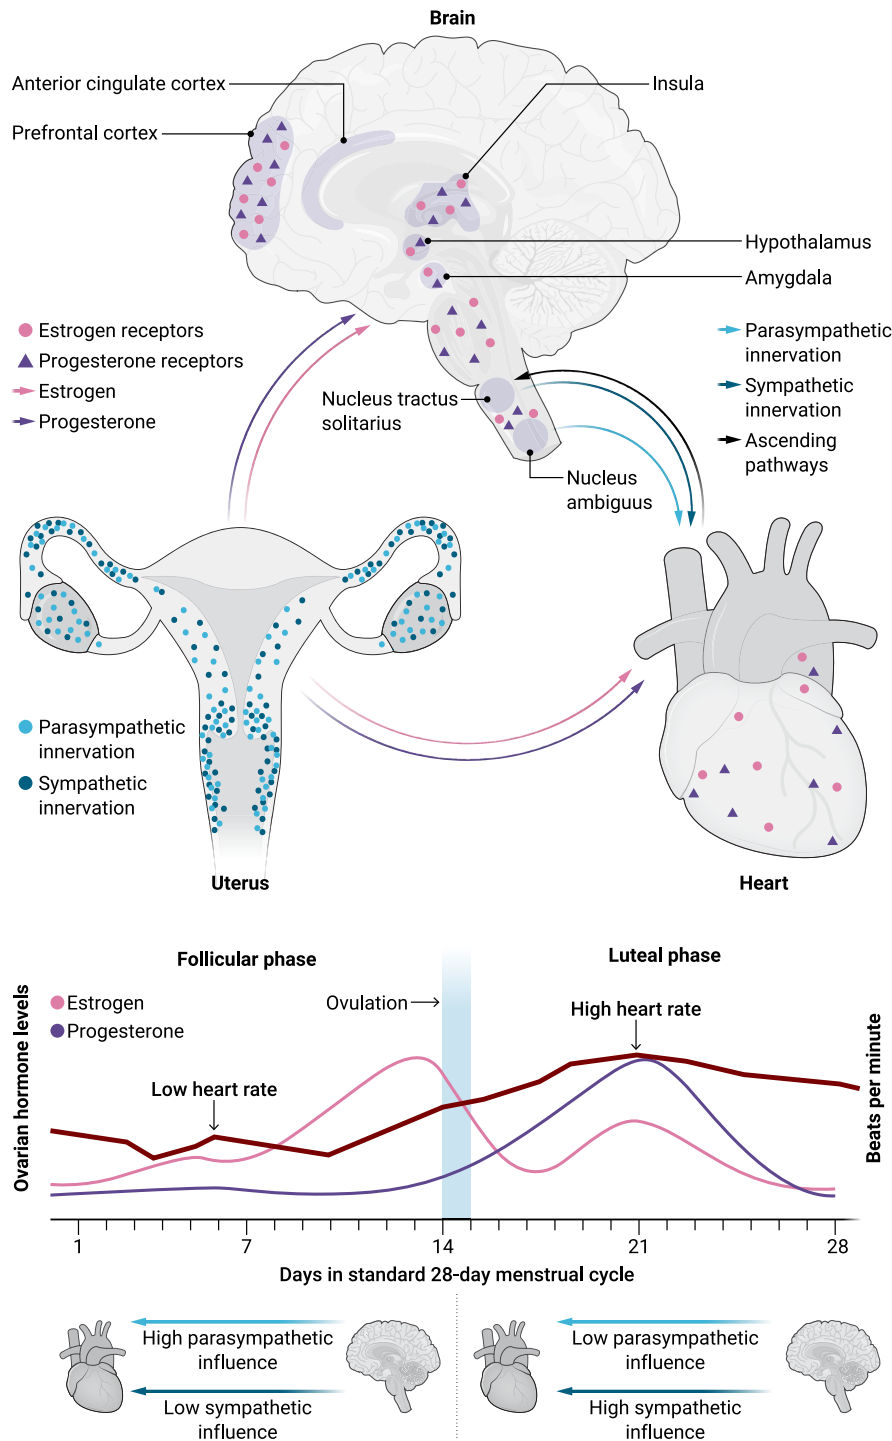 Brain
Anterior cingulate cortex
Insula
Prefrontal cortex
Hypothalamus
Amygdala
Estrogen receptors
Progesterone receptors
Estrogen
Progesterone
Parasympathetic
innervation
Sympathetic
innervation
Ascending
pathways
Nucleus tractus
solitarius
Nucleus
ambiguus
Parasympathetic
innervation
Sympathetic
innervation
Uterus
Heart
Follicular phase
Luteal phase
Estrogen
Progesterone
Ovulation
High heart rate
Low heart rate
Ovarian hormone levels
Beats per minute
1 7 14 21 28
Days in standard 28-day menstrual cycle
High parasympathetic
influence
Low sympathetic
influence
Low parasympathetic
influence
High sympathetic
influence